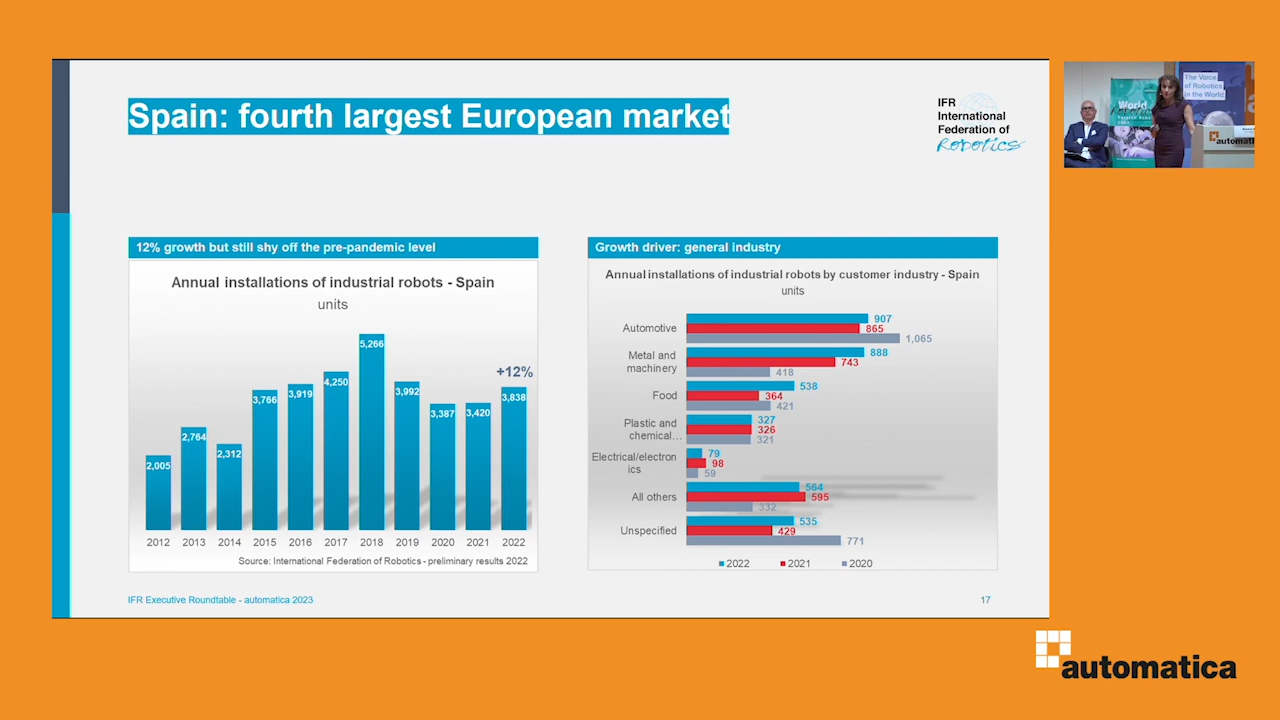 Spain: fourth largest European market
IFR
International
Federation of
Robotics
12% growth but still shy off the pre-pandemic level
Annual installations of industrial robots - Spain
units
2,005
2,764
2,312
3,766
3,919
4,250
5,266
3,992
3,387
3,420
3,838
+12%
2012 2013 2014 2015 2016 2017 2018 2019 2020 2021 2022
Source: International Federation of Robotics - preliminary results 2022
Growth driver: general industry
Annual installations of industrial robots by customer industry - Spain
units
Automotive
907
865
1,065
Metal and
machinery
888
743
418
Food
538
364
421
Plastic and
chemical...
327
326
321
Electrical/electron
ics
79
98
59
All others
564
595
332
Unspecified
535
429
771
2022 2021 2020
IFR Executive Roundtable - automatica 2023
17
The Voice
of Robotics
in the World
World
automatica